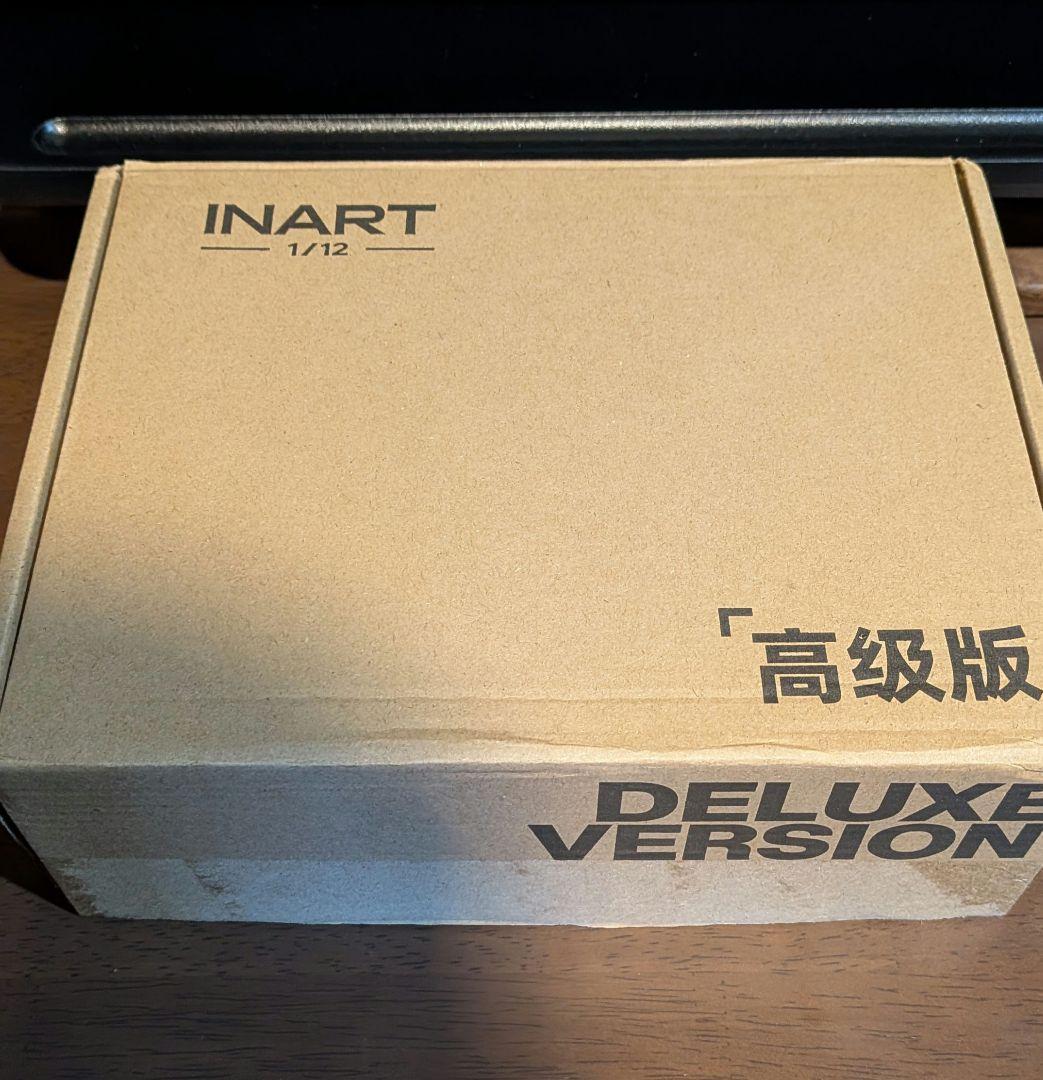 INART
1/12
「高级版
DELUXE
VERSION